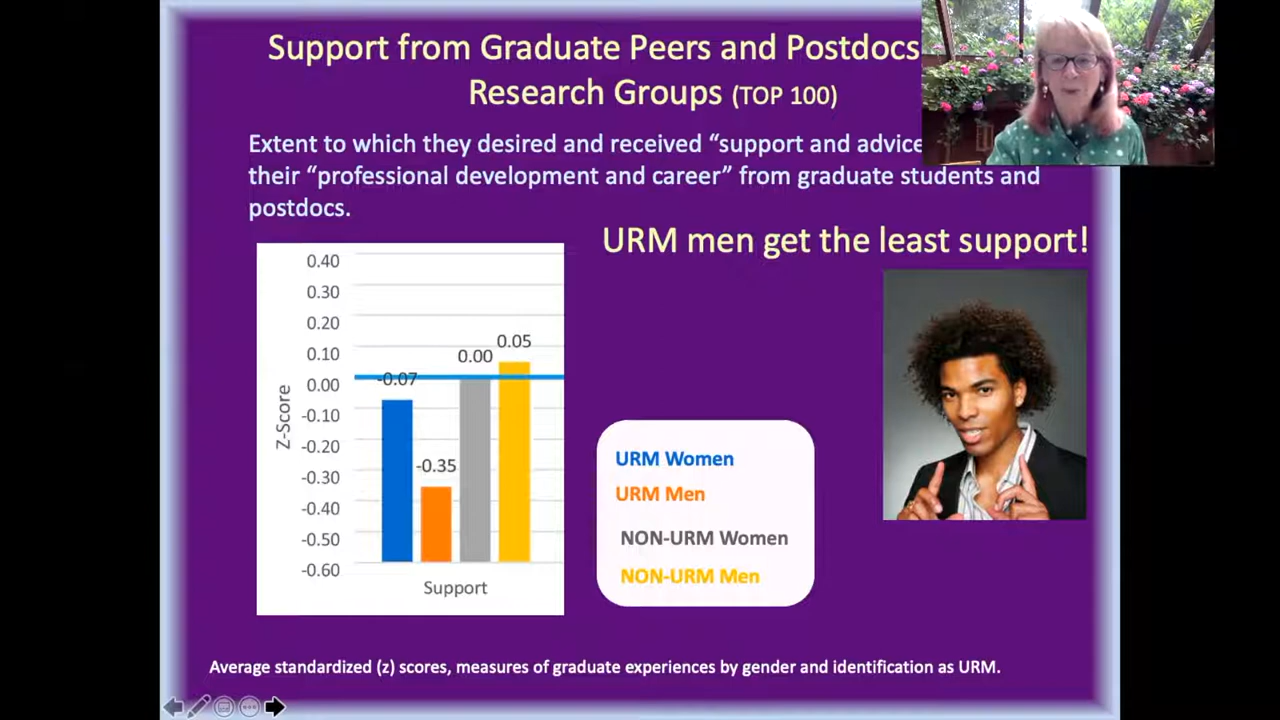 Support from Graduate Peers and Postdocs
Research Groups (TOP 100)
Extent to which they desired and received “support and advice
their “professional development and career” from graduate students and
postdocs.
URM men get the least support!
0.40
0.30
0.20
0.10
0.00
-0.10
-0.20
-0.30
-0.40
-0.50
-0.60
Z-Score
-0.07
-0.35
0.00
0.05
Support
URM Women
URM Men
NON-URM Women
NON-URM Men
Average standardized (z) scores, measures of graduate experiences by gender and identification as URM.